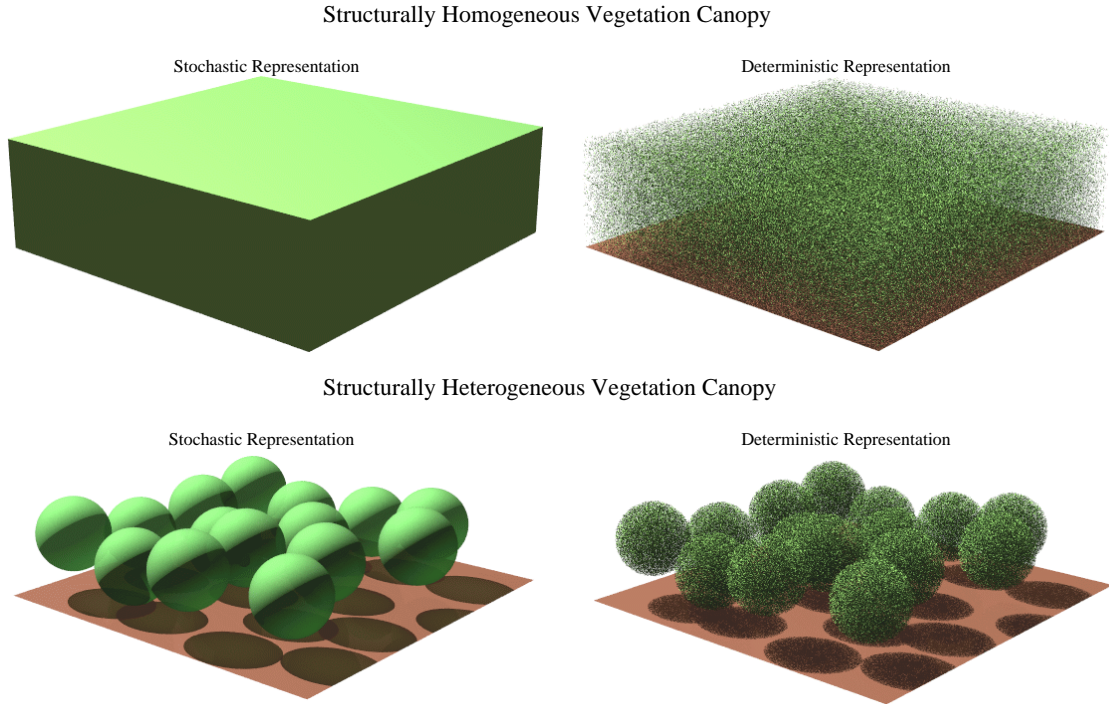 Structurally Homogeneous Vegetation Canopy
Stochastic Representation
Deterministic Representation
Structurally Heterogeneous Vegetation Canopy
Stochastic Representation
Deterministic Representation